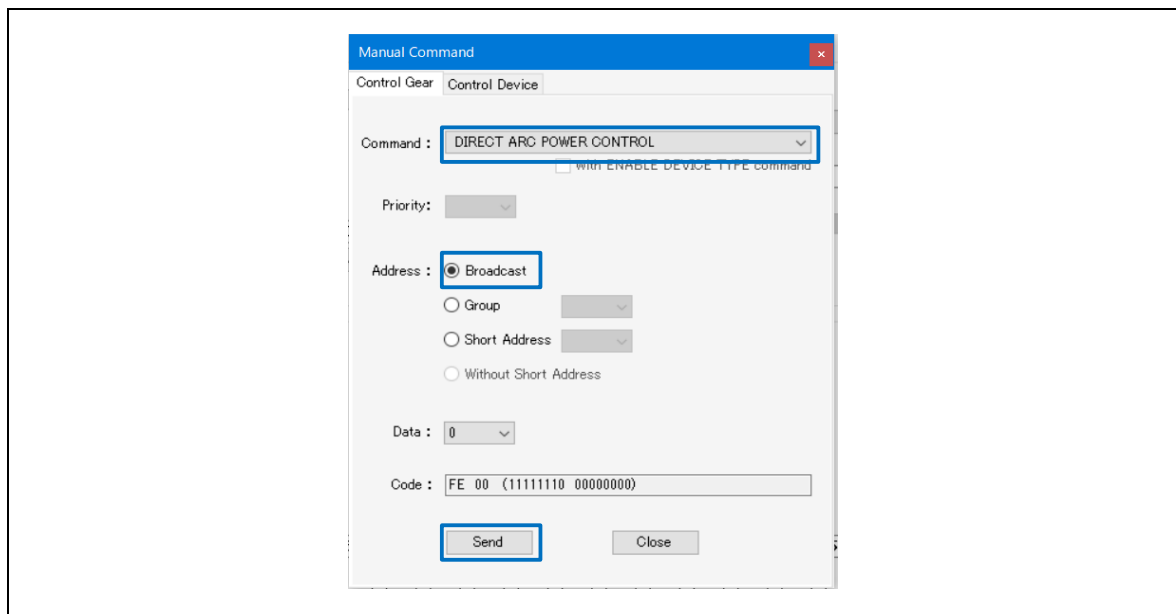 Manual Command
Control Gear Control Device
Command : DIRECT ARC POWER CONTROL
with ENABLE DEVICE TYPE command
Priority:
Address : Broadcast
Group
Short Address
Without Short Address
Data : 0
Code : FE 00 (11111110 00000000)
Send Close